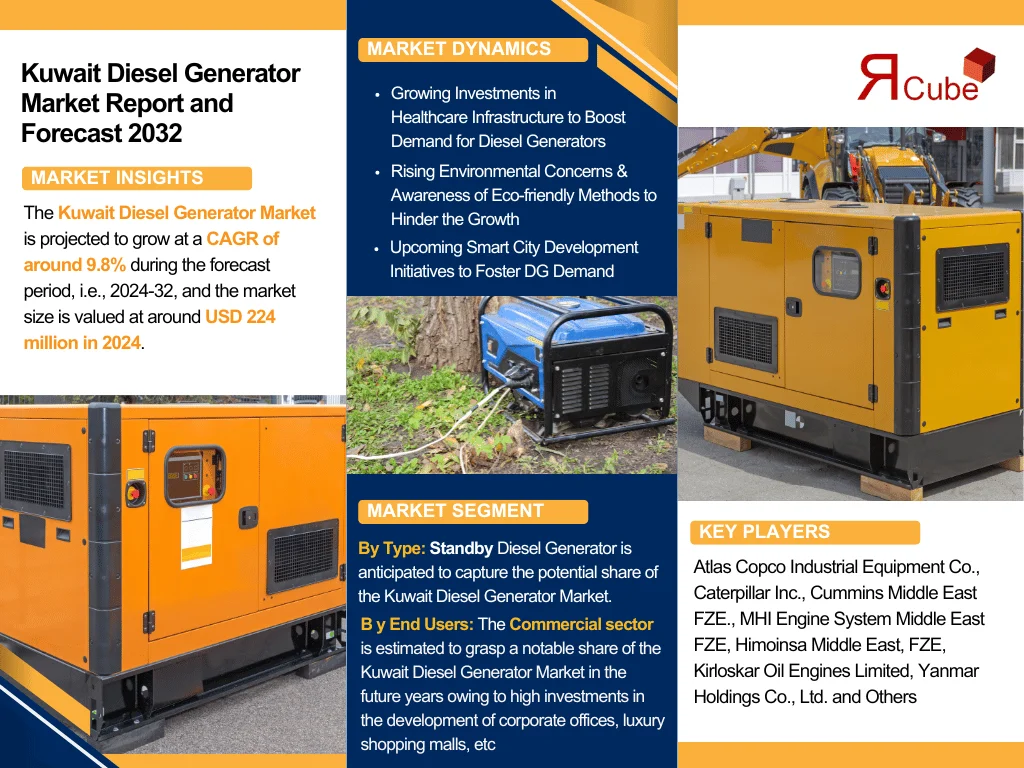 Kuwait Diesel Generator
Market Report and
Forecast 2032
MARKET INSIGHTS
The Kuwait Diesel Generator Market
is projected to grow at a CAGR of
around 9.8% during the forecast
period, i.e., 2024-32, and the market
size is valued at around USD 224
million in 2024.
MARKET DYNAMICS
• Growing Investments in
Healthcare Infrastructure to Boost
Demand for Diesel Generators
• Rising Environmental Concerns &
Awareness of Eco-friendly Methods to
Hinder the Growth
• Upcoming Smart City Development
Initiatives to Foster DG Demand
MARKET SEGMENT
By Type: Standby Diesel Generator is
anticipated to capture the potential share of
the Kuwait Diesel Generator Market.
B y End Users: The Commercial sector
is estimated to grasp a notable share of the
Kuwait Diesel Generator Market in the
future years owing to high investments in
the development of corporate offices, luxury
shopping malls, etc
ЯCube
KEY PLAYERS
Atlas Copco Industrial Equipment Co.,
Caterpillar Inc., Cummins Middle East
FZE., MHI Engine System Middle East
FZE, Himoinsa Middle East, FZE,
Kirloskar Oil Engines Limited, Yanmar
Holdings Co., Ltd. and Others